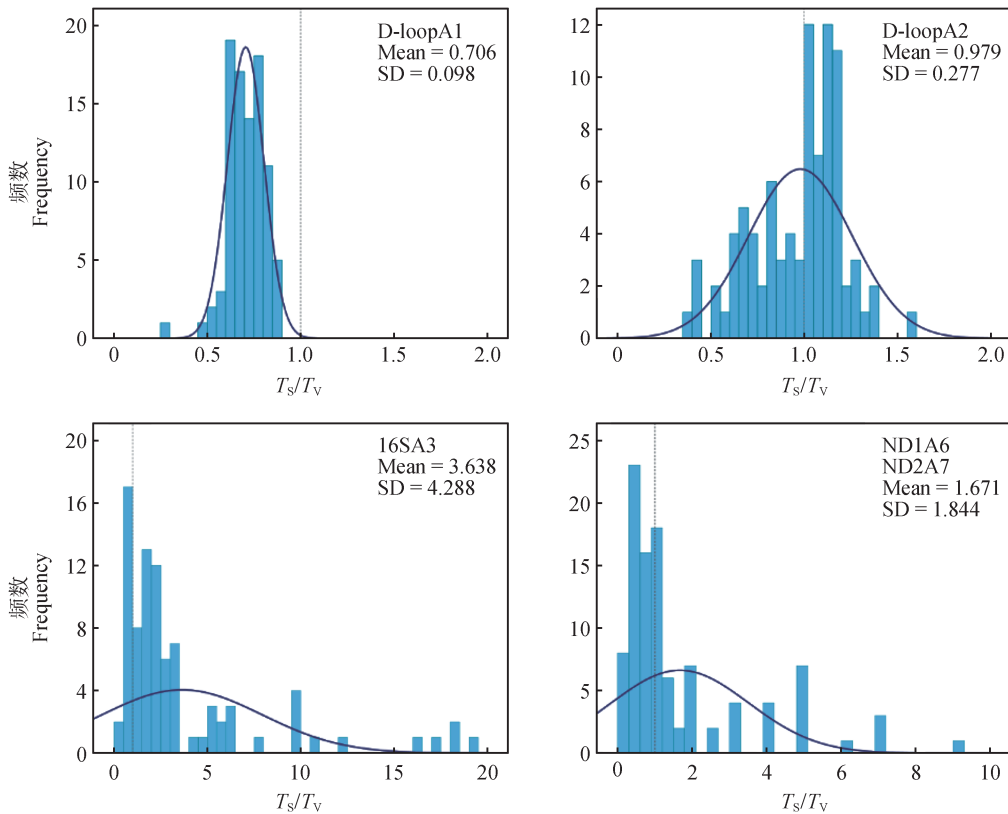 20
15
10
5
0
频数
Frequency
D-loopA1
Mean = 0.706
SD = 0.098
0 0.5 1.0 1.5 2.0
TS/TV
12
10
8
6
4
2
0
D-loopA2
Mean = 0.979
SD = 0.277
0 0.5 1.0 1.5 2.0
TS/TV
20
16
12
8
4
0
频数
Frequency
16SA3
Mean = 3.638
SD = 4.288
0 5 10 15 20
TS/TV
25
20
15
10
5
0
ND1A6
ND2A7
Mean = 1.671
SD = 1.844
0 2 4 6 8 10
TS/TV